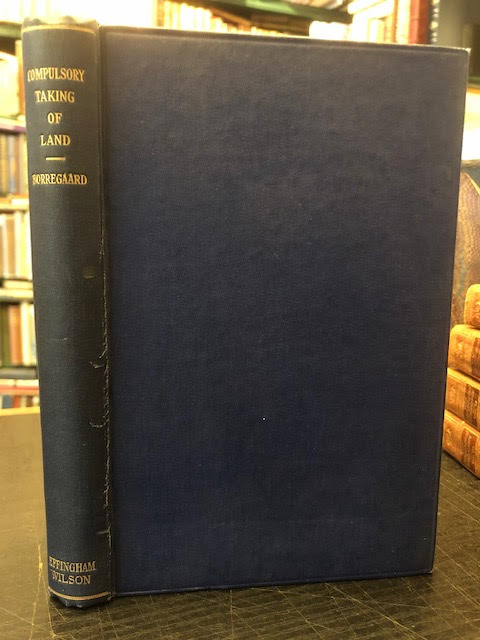 COMPULSORY
TAKING
OF
LAND
BORREGAARD
EFFINGHAM
WILSON